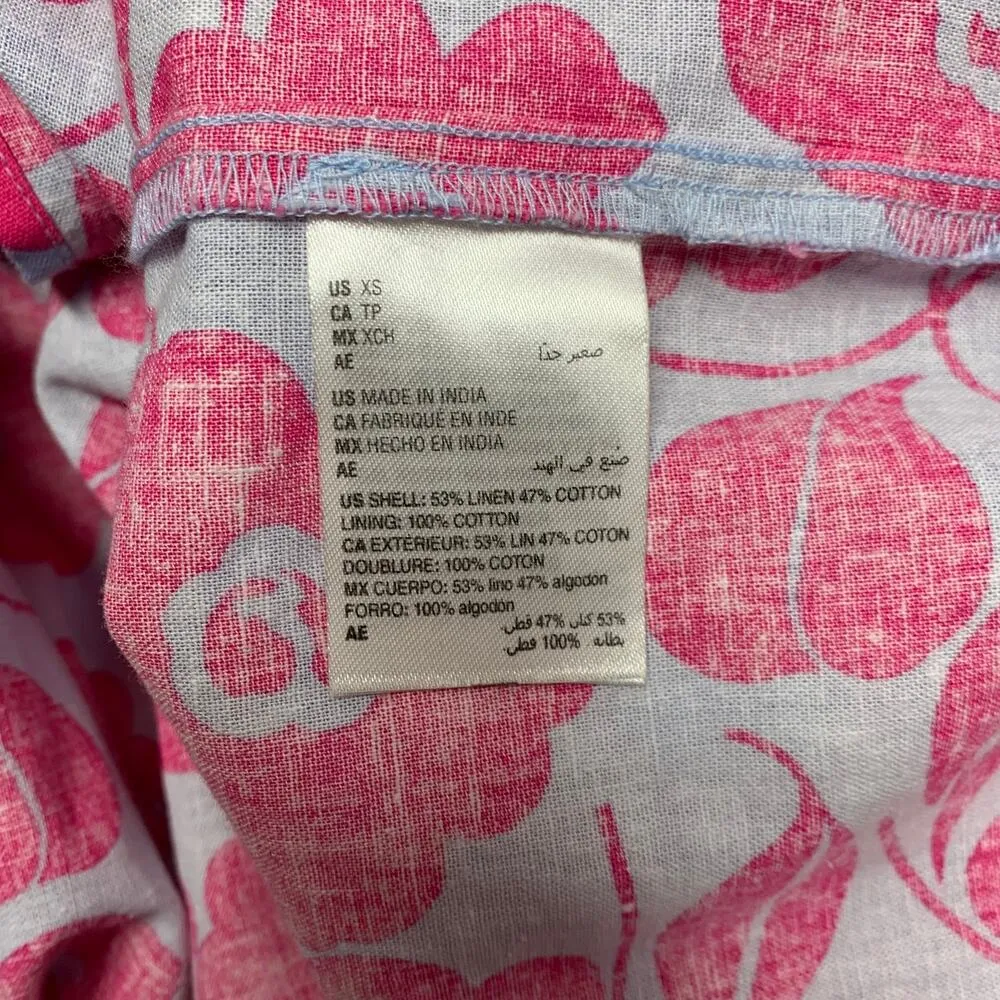 US XS
CA TP
MX XCH
AE صغير جدًا
US MADE IN INDIA
CA FABRIQUÉ EN INDE
MX HECHO EN INDIA
AE صنع في الهند
US SHELL: 53% LINEN 47% COTTON
LINING: 100% COTTON
CA EXTÉRIEUR: 53% LIN 47% COTON
DOUBLURE: 100% COTON
MX CUERPO: 53% lino 47% algodon
FORRO: 100% algodon
AE 53% كتان 47% قطن.
بطانه 100% قطن.